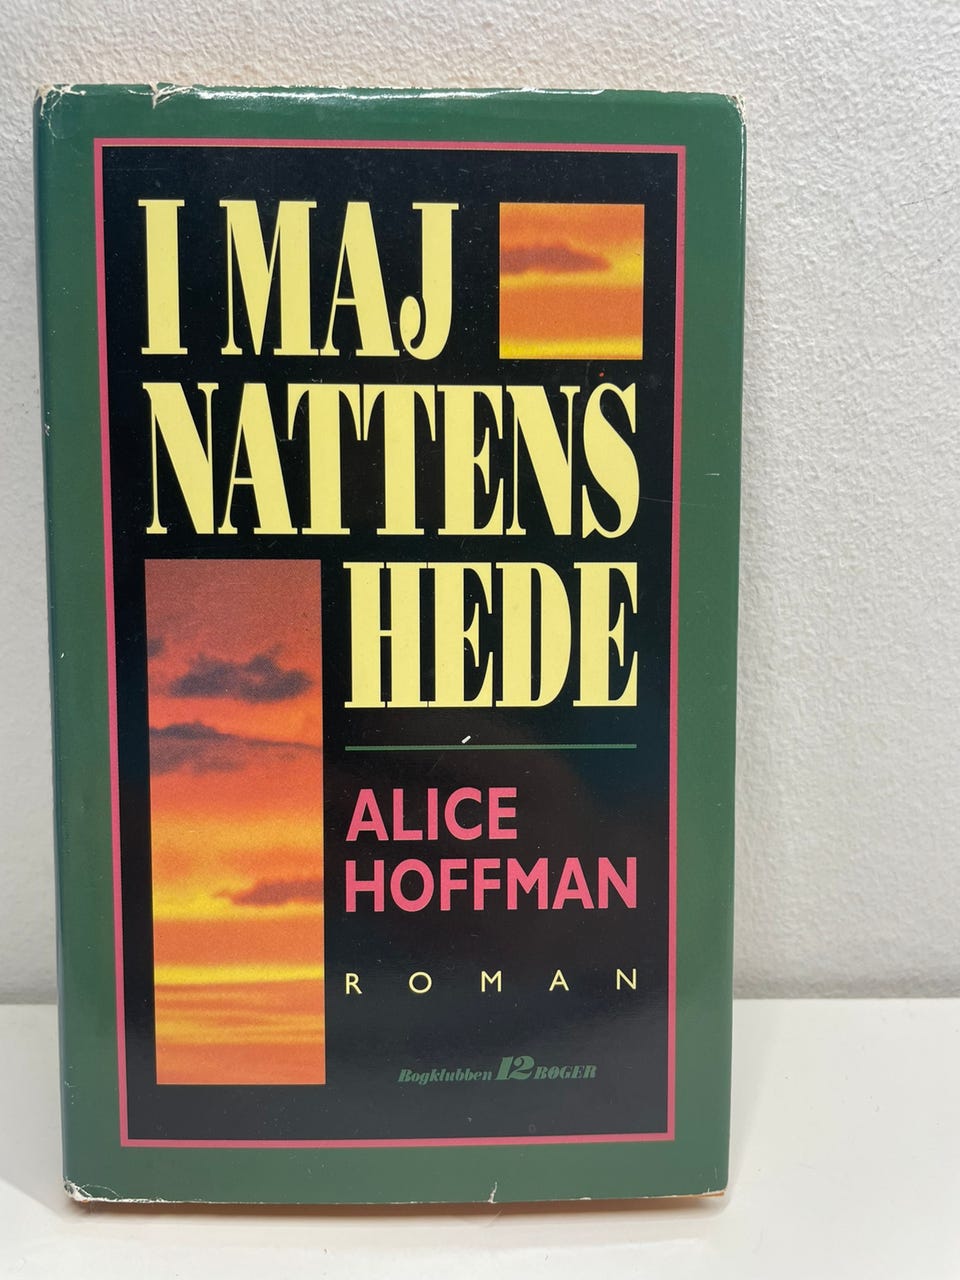 I MAJ
NATTENS
HEDE
ALICE
HOFFMAN
ROMAN
Bogklubben 12 BØGER